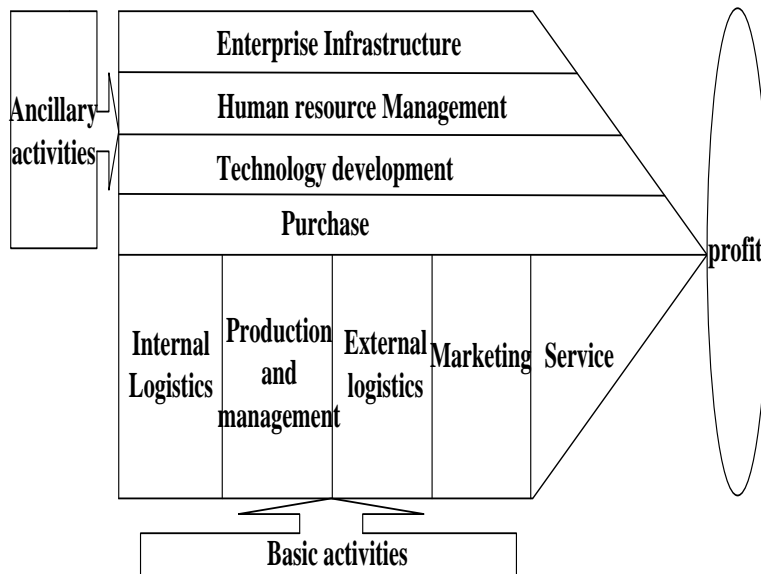 Enterprise Infrastructure
Ancillary
activities
Human resource Management
Technology development
Purchase
profit
Internal
Logistics
Production
and
management
External
logistics
Marketing
Service
Basic activities